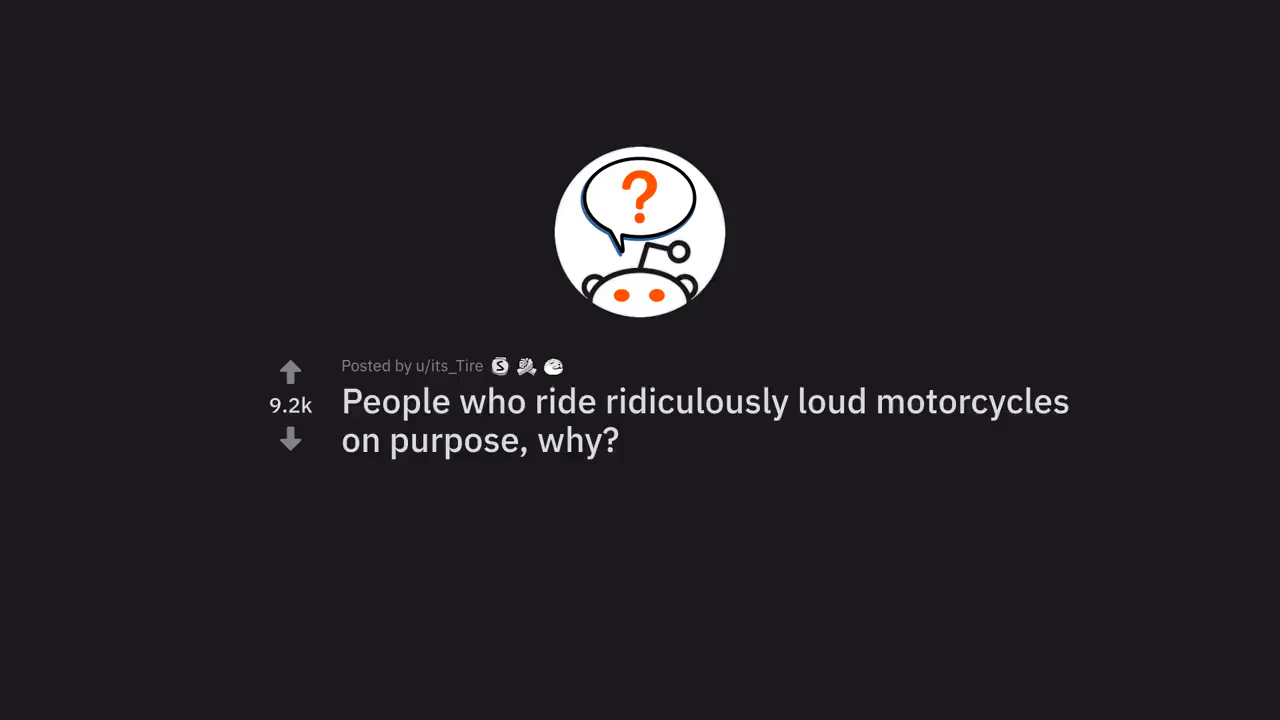 ?
Posted by u/its_Tire
9.2k
People who ride ridiculously loud motorcycles
on purpose, why?